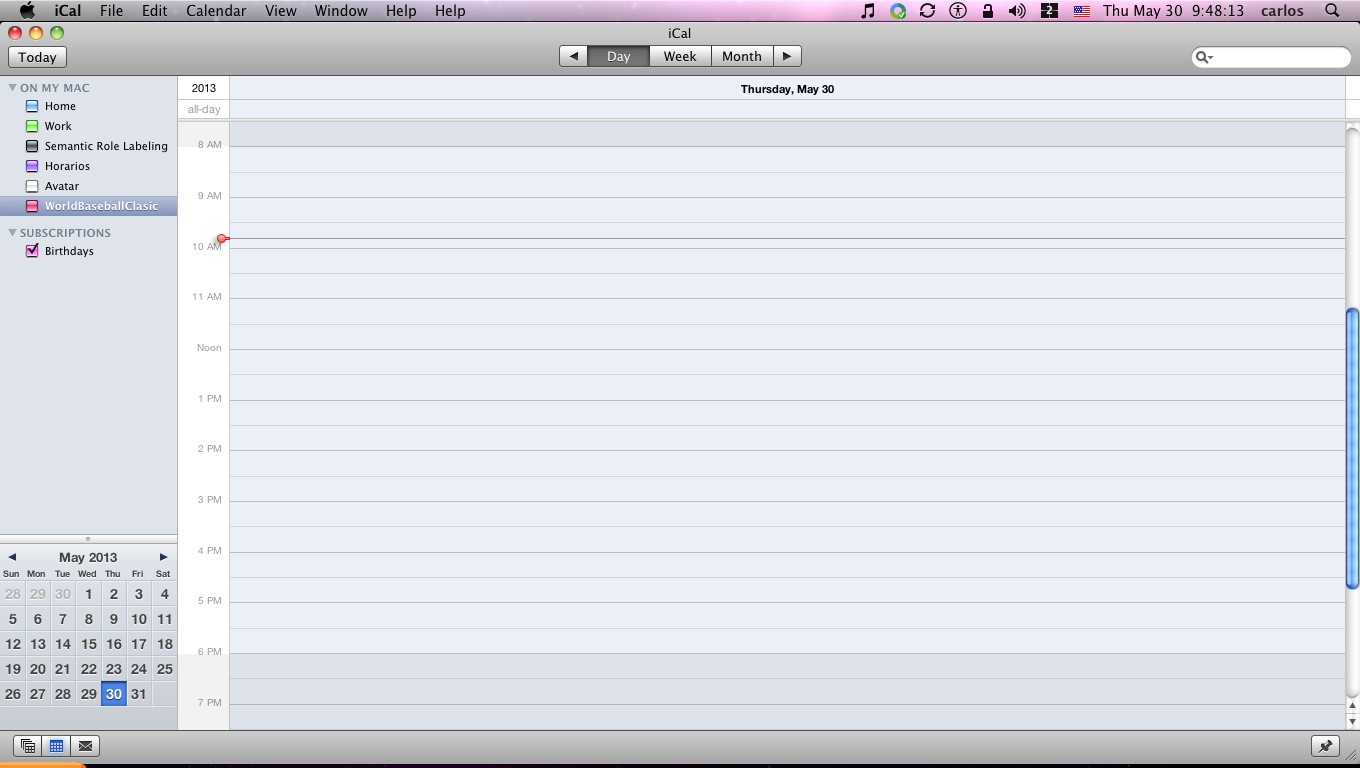 iCal File Edit Calendar View Window Help Help 2 Thu May 30 9:48:13 carlos
iCal
Today
Day Week Month
ON MY MAC
Home
Work
Semantic Role Labeling
Horarios
Avatar
WorldBaseballClasic
SUBSCRIPTIONS
Birthdays
2013 Thursday, May 30
all-day
8 AM
9 AM
10 AM
11 AM
Noon
1 PM
2 PM
3 PM
4 PM
5 PM
6 PM
7 PM
May 2013
Sun Mon Tue Wed Thu Fri Sat
28 29 30 1 2 3 4
5 6 7 8 9 10 11
12 13 14 15 16 17 18
19 20 21 22 23 24 25
26 27 28 29 30 31